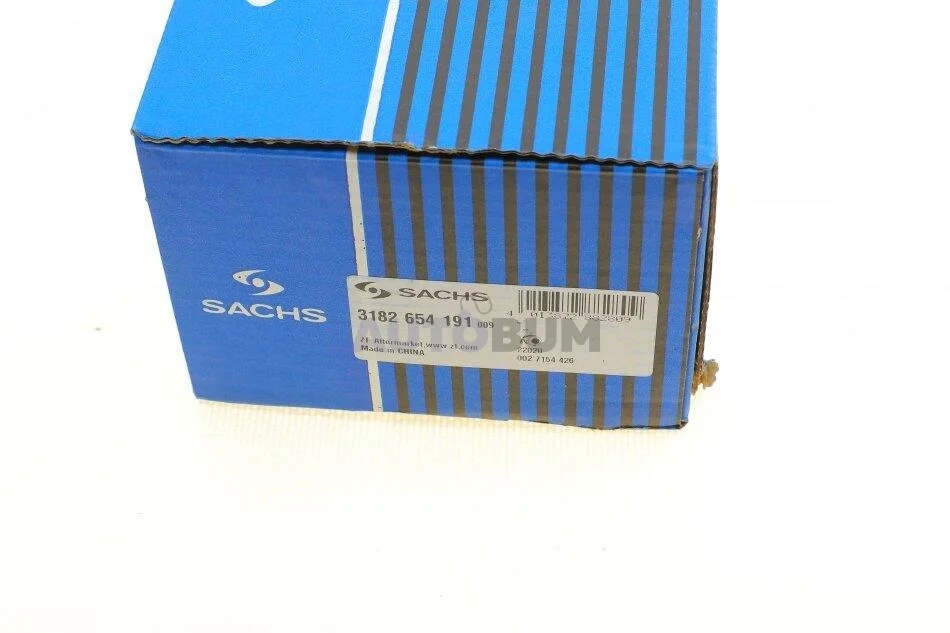 SACHS
SACHS
3182 654 191 009
ZF Aftermarket, www.zf.com
Made in CHINA
22020
002 7154 426
AUTOBUM